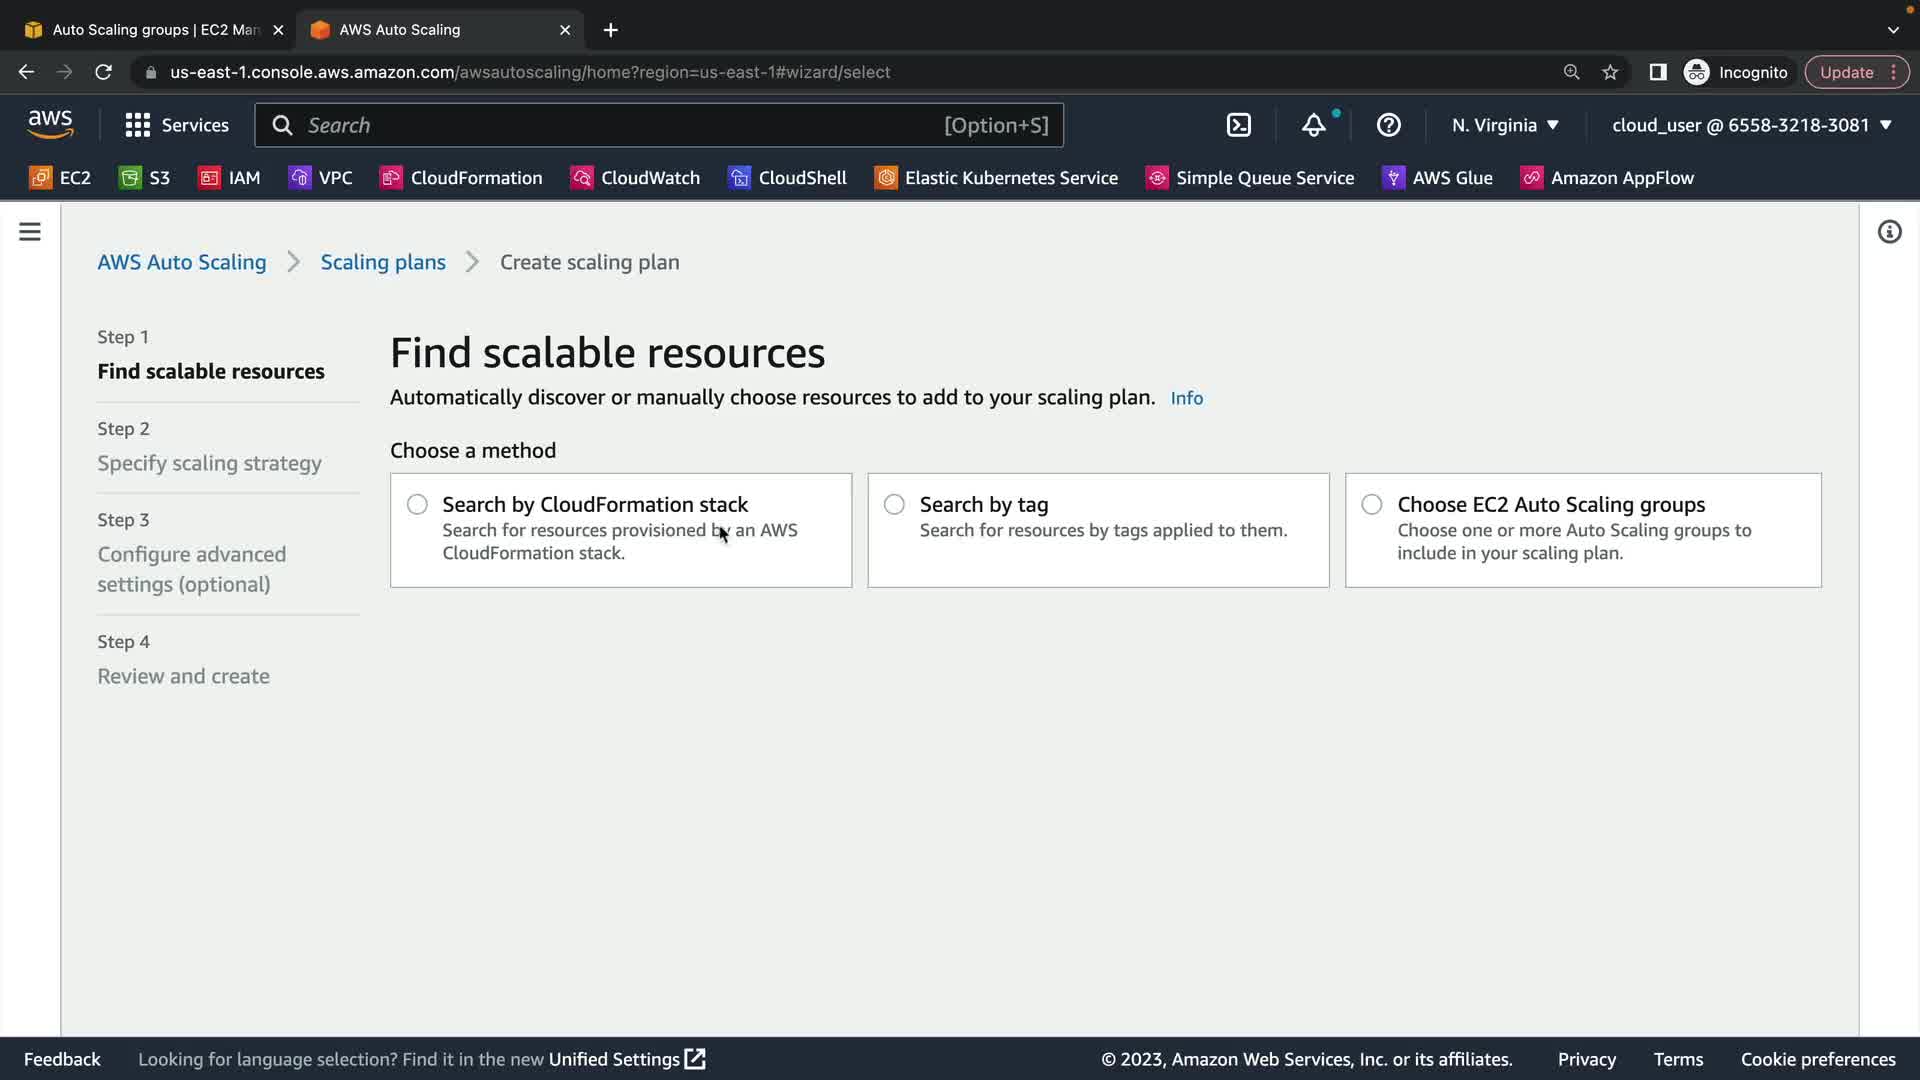 Auto Scaling groups | EC2 Man
AWS Auto Scaling
us-east-1.console.aws.amazon.com/awsautoscaling/home?region=us-east-1#wizard/select
Incognito
Update
aws
Services
Search
[Option+S]
N. Virginia
cloud_user @ 6558-3218-3081
EC2
S3
IAM
VPC
CloudFormation
CloudWatch
CloudShell
Elastic Kubernetes Service
Simple Queue Service
AWS Glue
Amazon AppFlow
AWS Auto Scaling
Scaling plans
Create scaling plan
Step 1
Find scalable resources
Step 2
Specify scaling strategy
Step 3
Configure advanced
settings (optional)
Step 4
Review and create
Find scalable resources
Automatically discover or manually choose resources to add to your scaling plan. Info
Choose a method
Search by CloudFormation stack
Search for resources provisioned by an AWS
CloudFormation stack.
Search by tag
Search for resources by tags applied to them.
Choose EC2 Auto Scaling groups
Choose one or more Auto Scaling groups to
include in your scaling plan.
Feedback
Looking for language selection? Find it in the new Unified Settings
© 2023, Amazon Web Services, Inc. or its affiliates.
Privacy
Terms
Cookie preferences